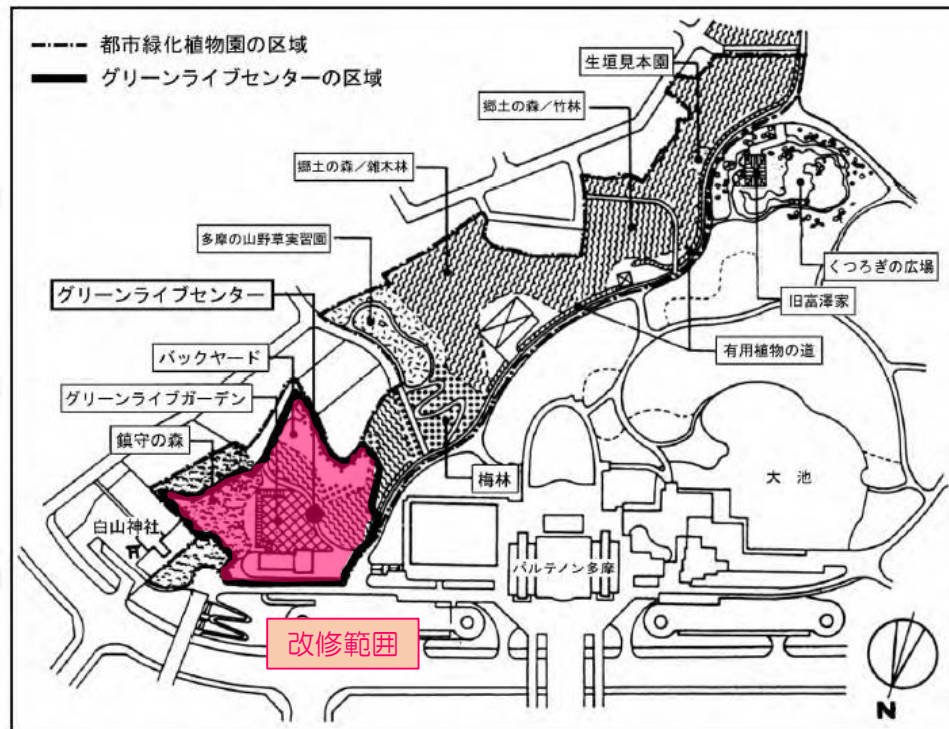 都市緑化植物園の区域
グリーンライブセンターの区域
生垣見本園
郷土の森／竹林
郷土の森／雑木林
多摩の山野草実習園
くつろぎの広場
グリーンライブセンター
旧富澤家
バックヤード
有用植物の道
グリーンライブガーデン
鎮守の森
梅林
大池
白山神社
パルテノン多摩
改修範囲
N